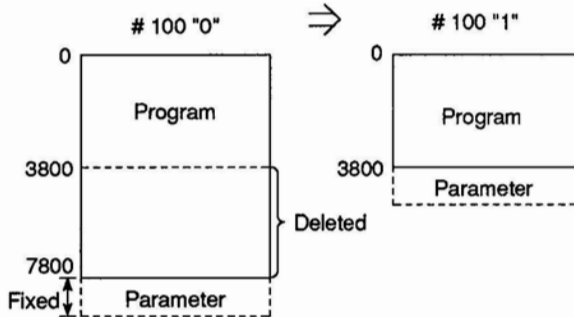 # 100 "0" ⇒ # 100 "1"
0
Program
3800
Deleted
7800
Fixed
Parameter
0
Program
3800
Parameter